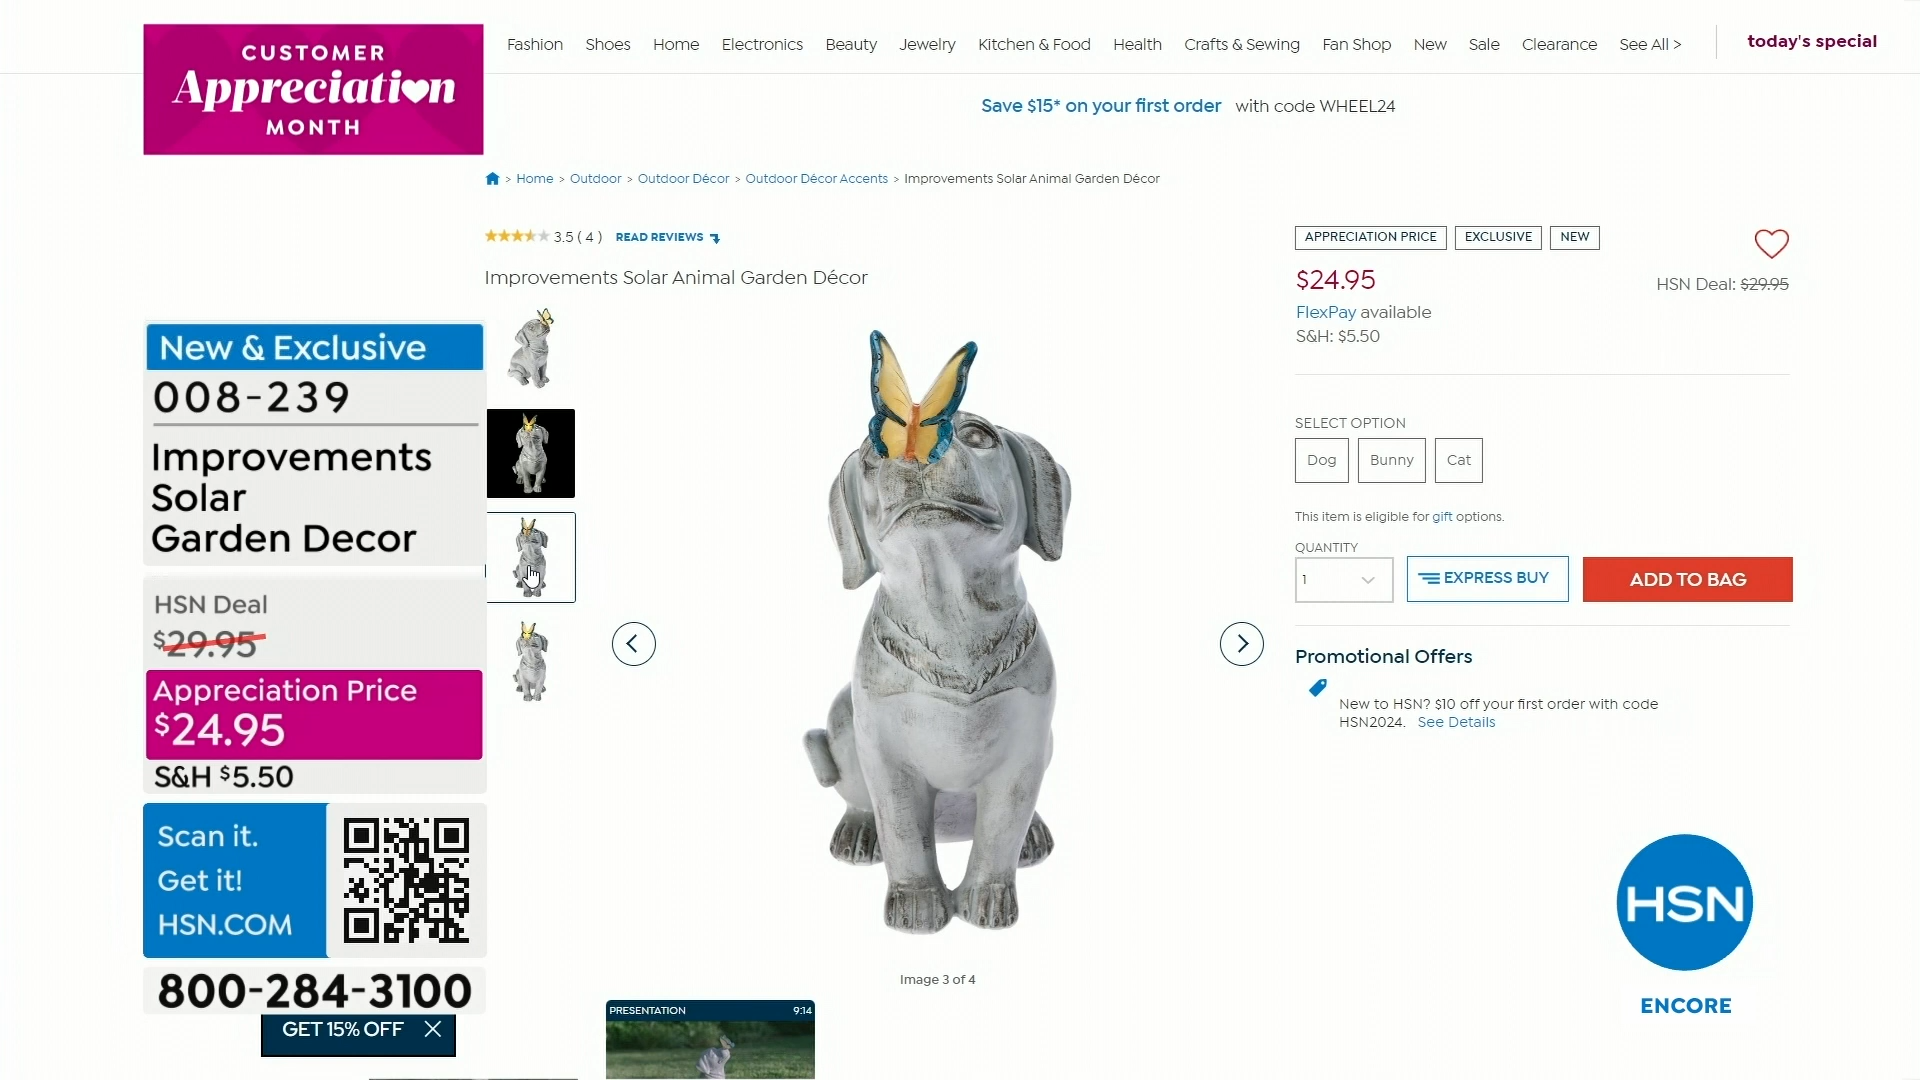 CUSTOMER
Appreciation
MONTH
Fashion Shoes Home Electronics Beauty Jewelry Kitchen & Food Health Crafts & Sewing Fan Shop New Sale Clearance See All > today's special
Save $15* on your first order with code WHEEL24
> Home > Outdoor > Outdoor Décor > Outdoor Décor Accents > Improvements Solar Animal Garden Décor
3.5 ( 4 ) READ REVIEWS
Improvements Solar Animal Garden Décor
APPRECIATION PRICE EXCLUSIVE NEW
$24.95
HSN Deal: $29.95
FlexPay available
S&H: $5.50
SELECT OPTION
Dog Bunny Cat
This item is eligible for gift options.
QUANTITY
1
EXPRESS BUY
ADD TO BAG
Promotional Offers
New to HSN? $10 off your first order with code
HSN2024. See Details
New & Exclusive
008-239
Improvements
Solar
Garden Decor
HSN Deal
$29.95
Appreciation Price
$24.95
S&H $5.50
Scan it.
Get it!
HSN.COM
800-284-3100
GET 15% OFF
Image 3 of 4
PRESENTATION 9:14
HSN
ENCORE